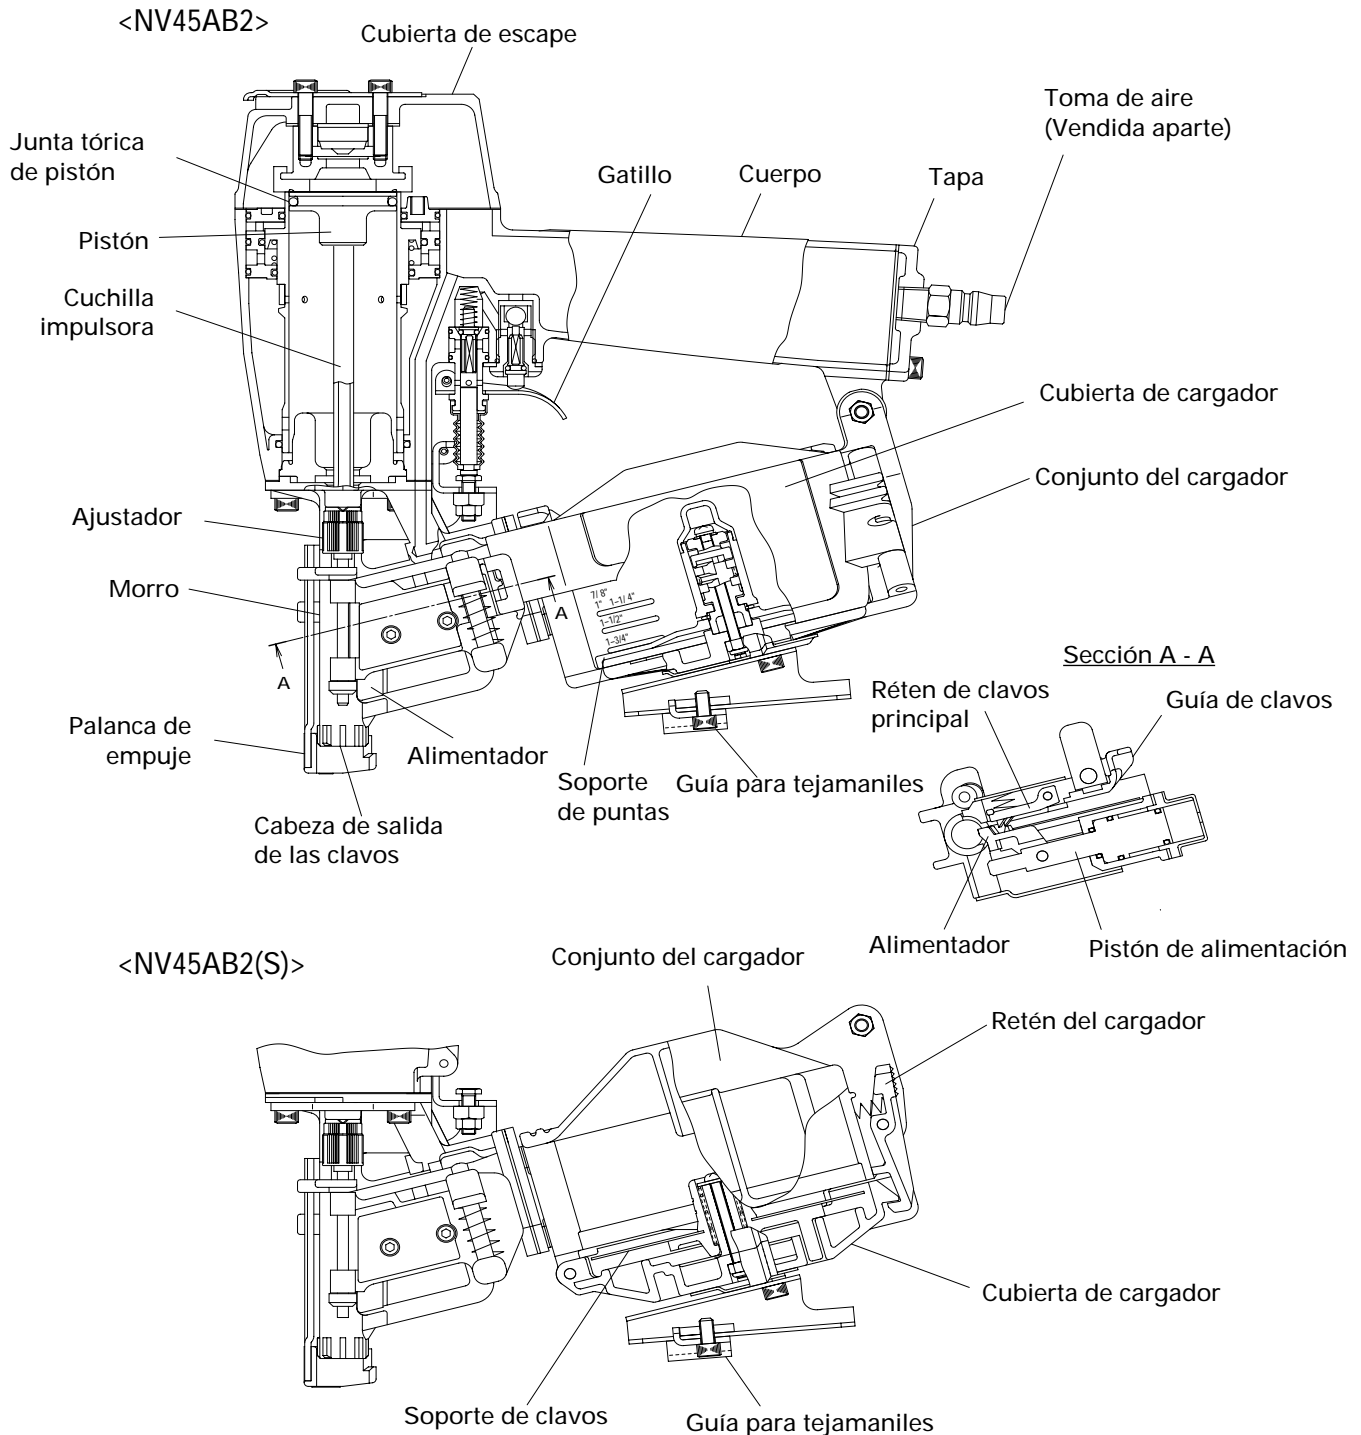 <NV45AB2>
Cubierta de escape
Toma de aire
(Vendida aparte)
Junta tórica
de pistón
Gatillo
Cuerpo
Tapa
Pistón
Cuchilla
impulsora
Cubierta de cargador
Conjunto del cargador
Ajustador
Morro
7/8"
1" 1-1/4"
1-1/2"
1-3/4"
A
A
Sección A - A
Réten de clavos
principal
Guía de clavos
Palanca de
empuje
Alimentador
Soporte
de puntas
Guía para tejamaniles
Cabeza de salida
de las clavos
Alimentador
Pistón de alimentación
<NV45AB2(S)>
Conjunto del cargador
Retén del cargador
Cubierta de cargador
Soporte de clavos
Guía para tejamaniles